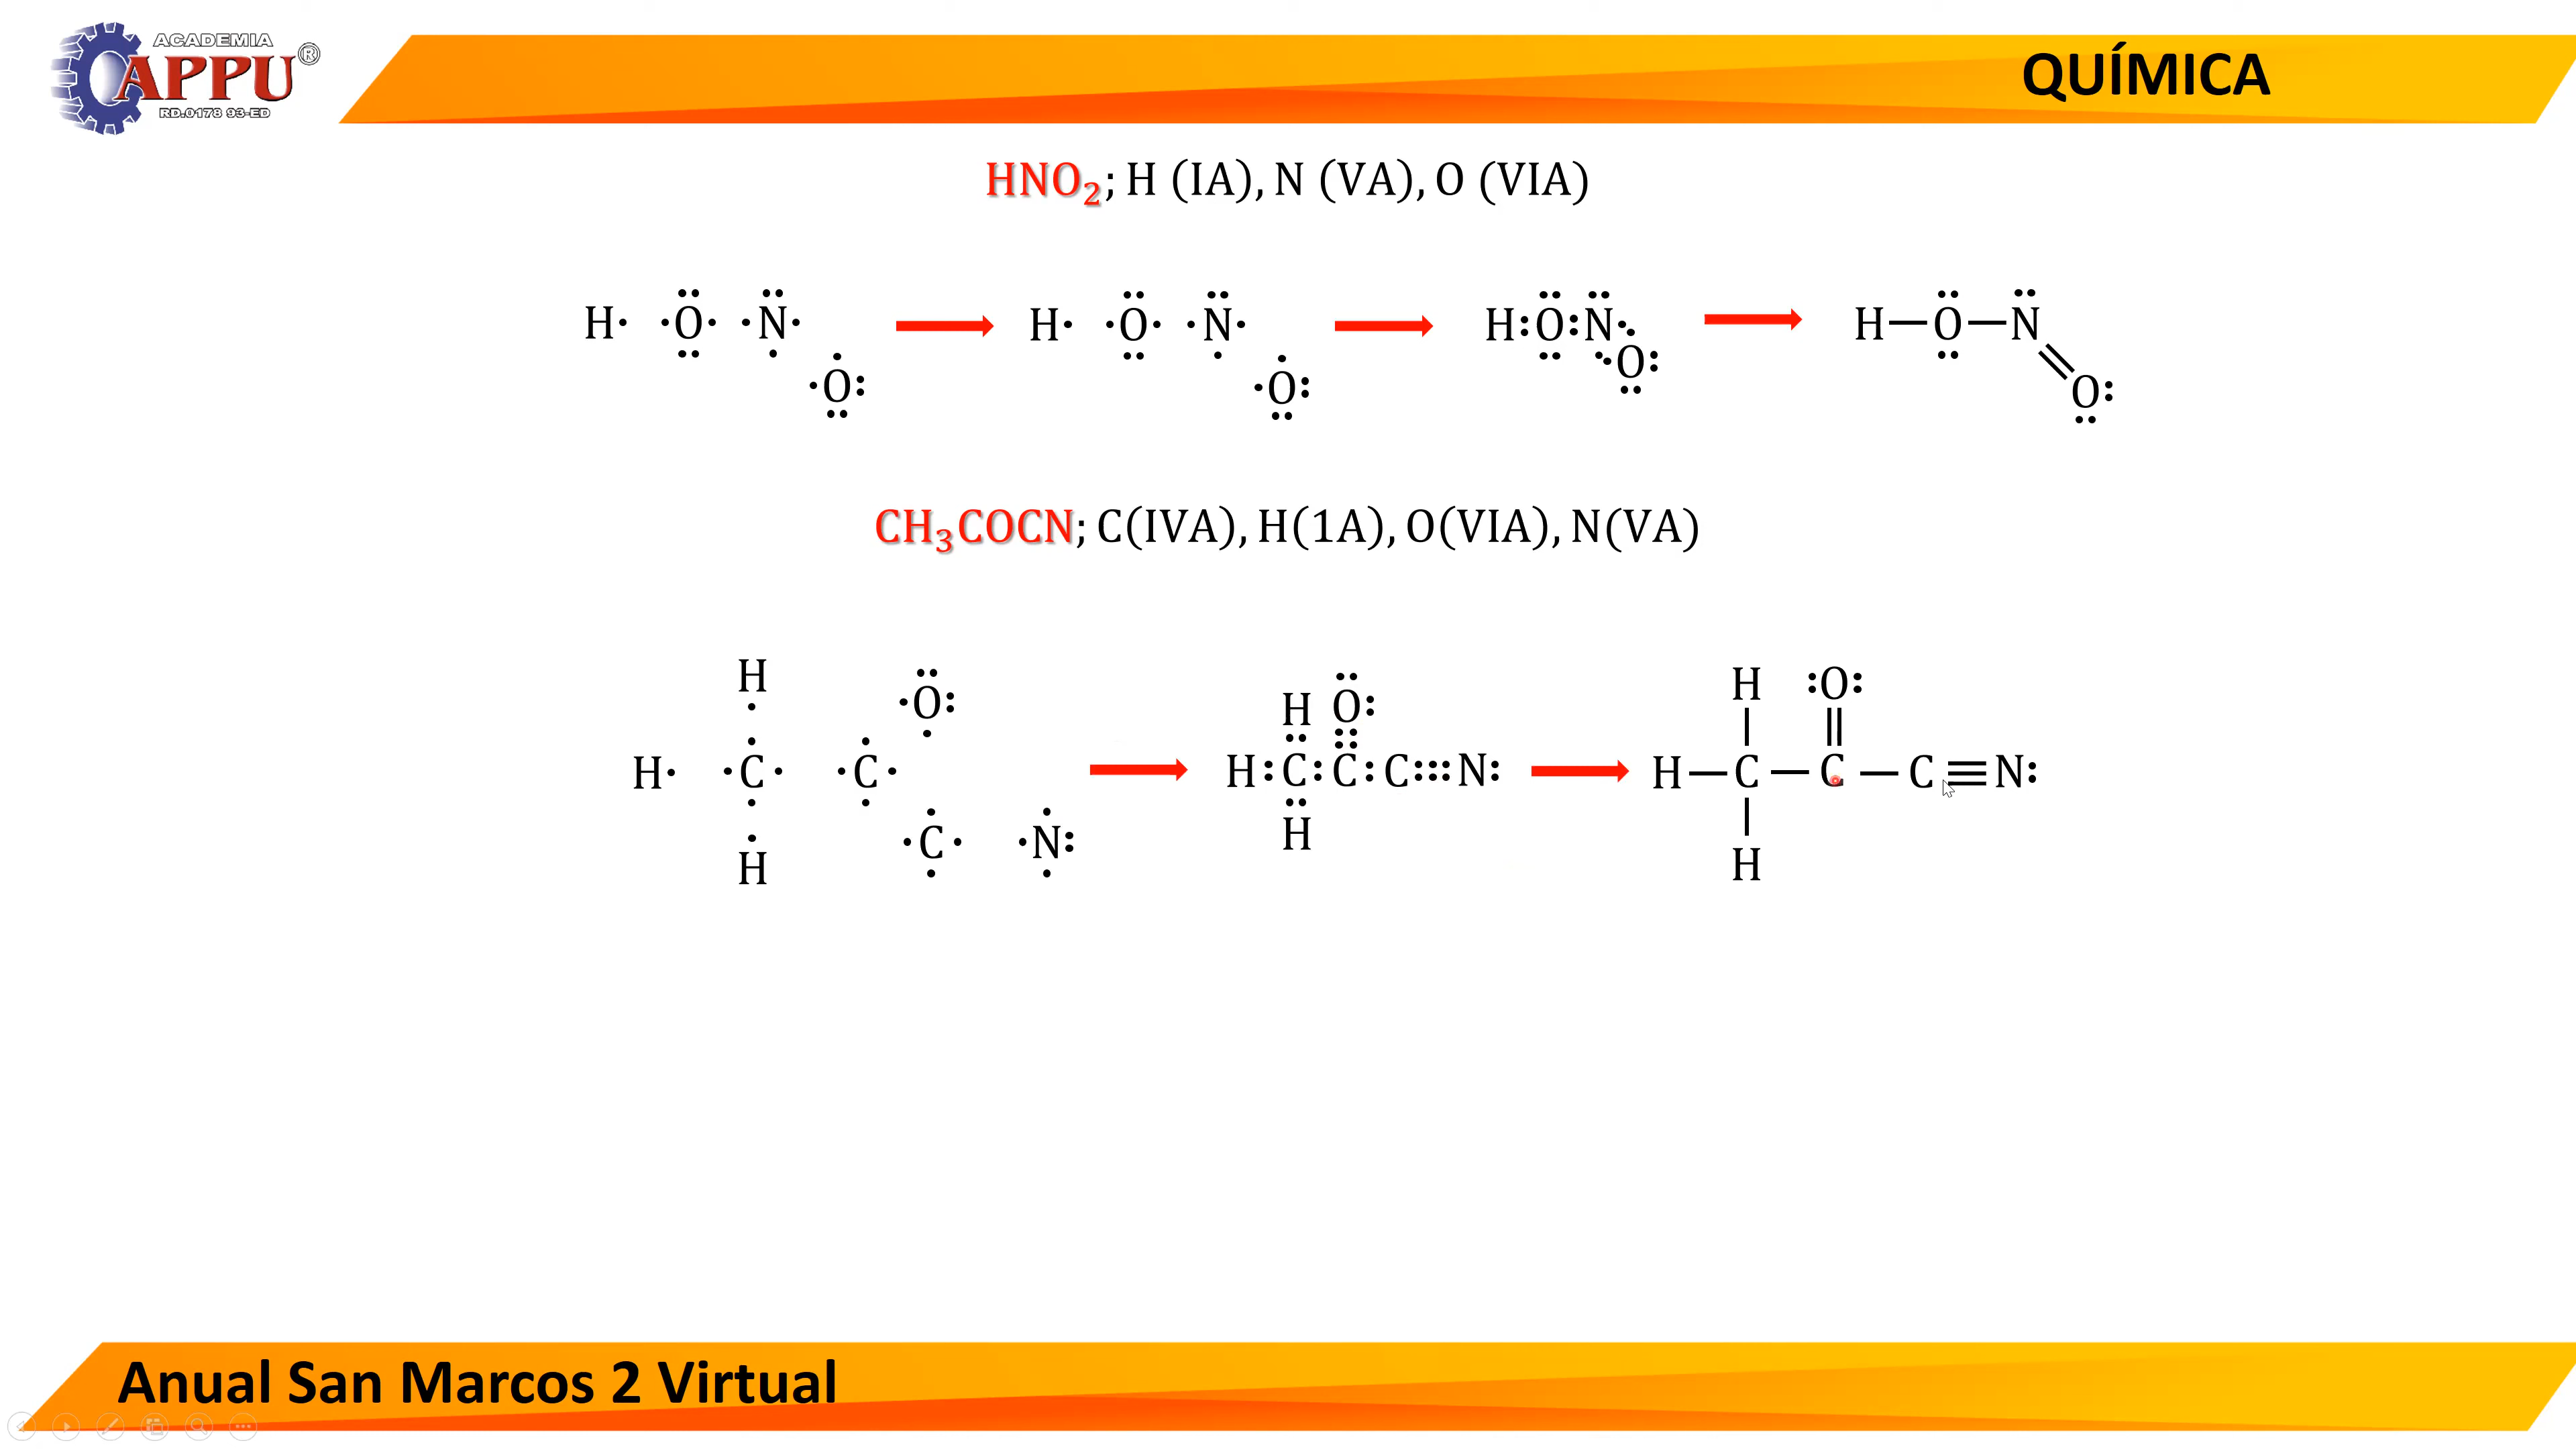 ACADEMIA
CAPPU®
RD.0178 93-ED
QUÍMICA
HNO₂; H (IA), N (VA), O (VIA)
H· ·O· ·N· H· ·O· ·N· H:O:N H—O—N
·O: ·O: O: O:
CH₃COCN; C(IVA), H(1A), O(VIA), N(VA)
H ·O: H O: H :O:
H· ·C· ·C· H:C:C:C⋮⋮N: H—C—C—C≡N:
·C· ·N:
H H H
Anual San Marcos 2 Virtual